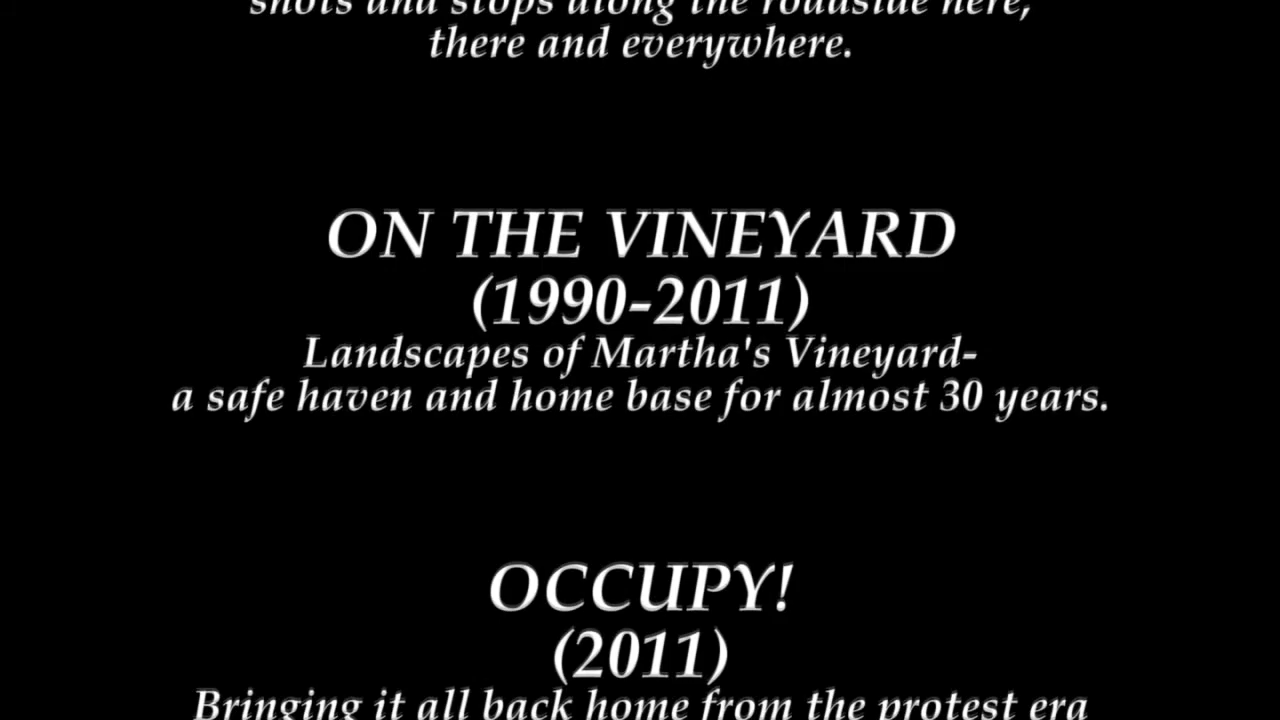 shots and stops along the roadside here,
there and everywhere.
ON THE VINEYARD
(1990-2011)
Landscapes of Martha's Vineyard-
a safe haven and home base for almost 30 years.
OCCUPY!
(2011)
Bringing it all back home from the protest era